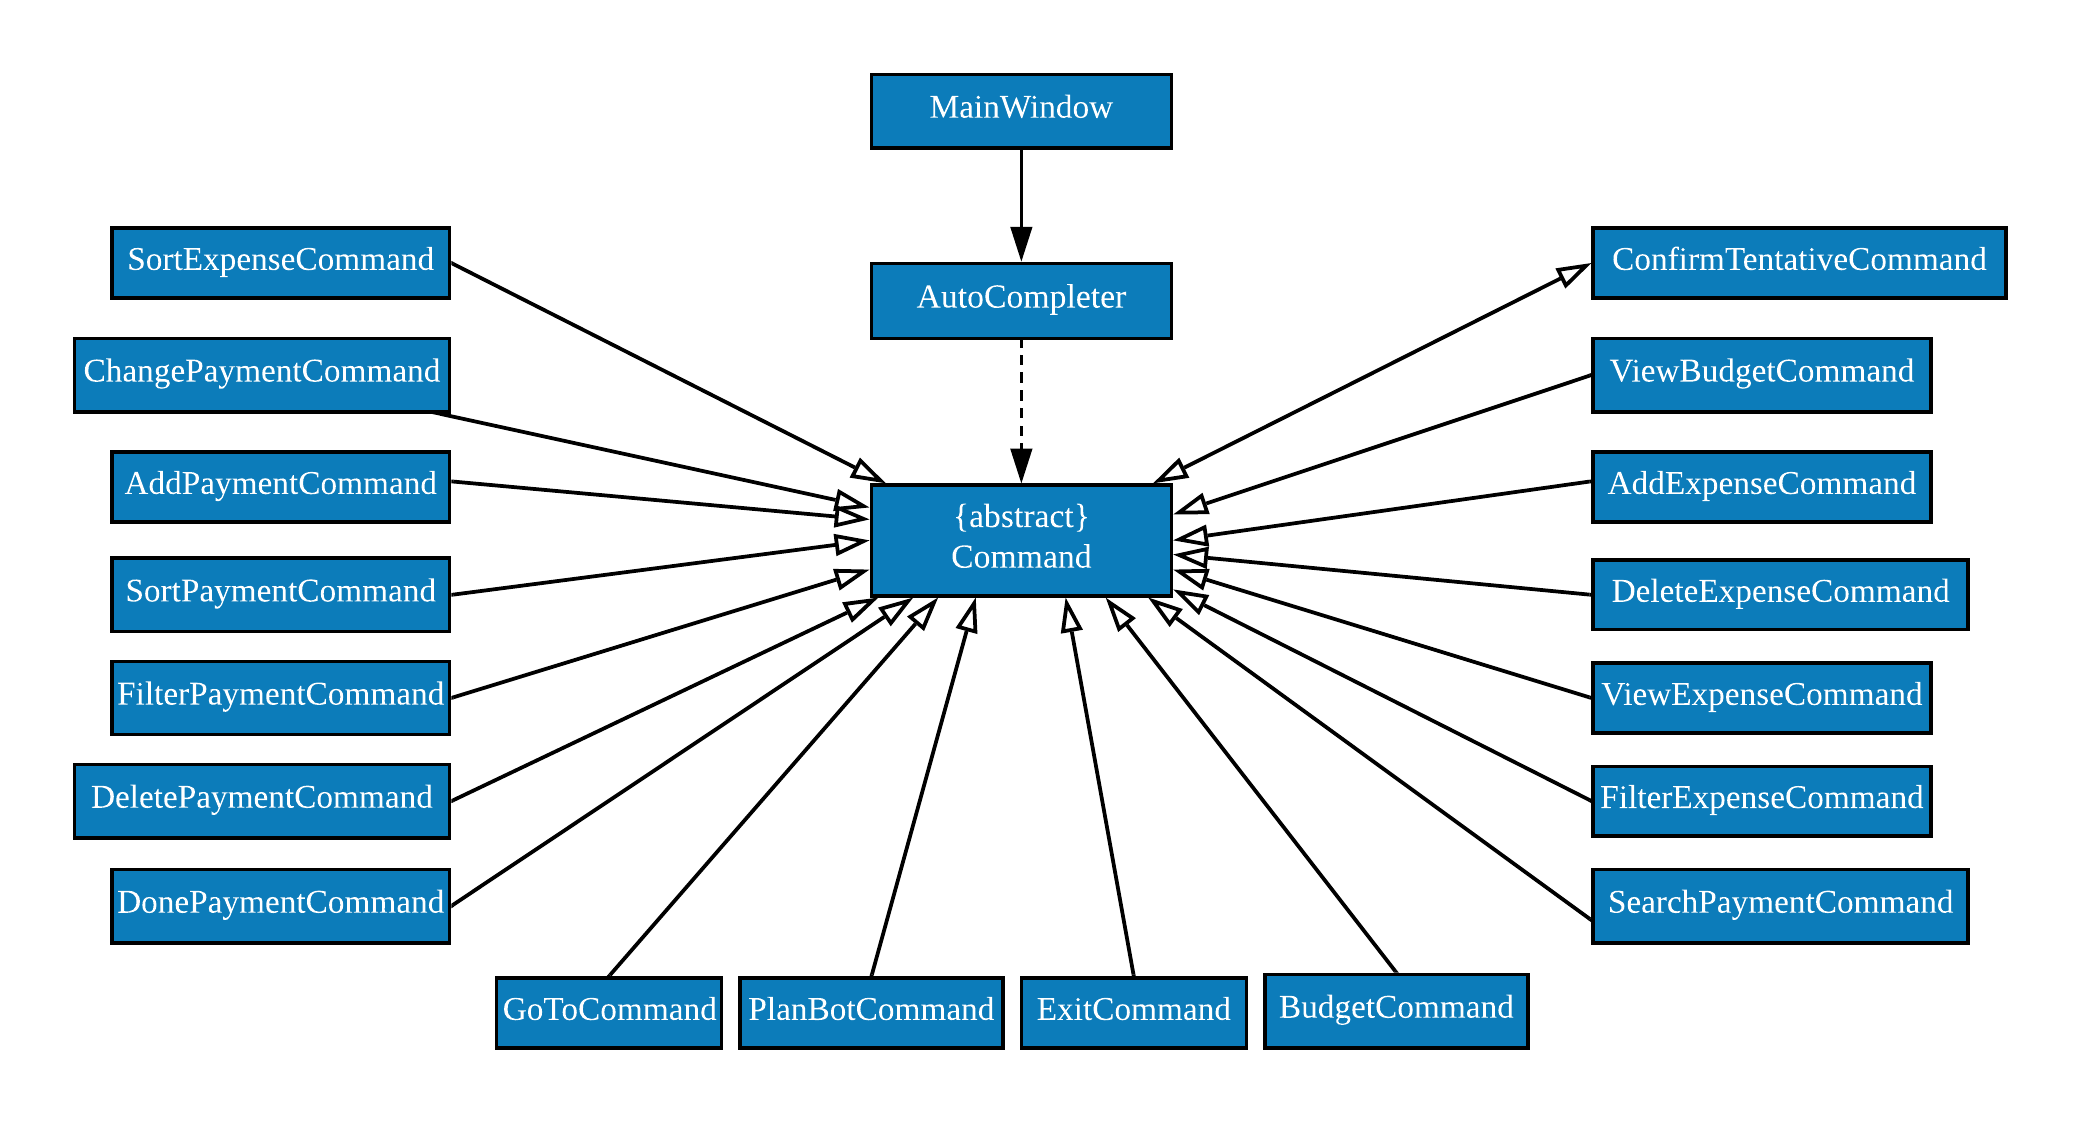 MainWindow
SortExpenseCommand
AutoCompleter
ConfirmTentativeCommand
ChangePaymentCommand
ViewBudgetCommand
AddPaymentCommand
AddExpenseCommand
{abstract}
Command
SortPaymentCommand
DeleteExpenseCommand
FilterPaymentCommand
ViewExpenseCommand
DeletePaymentCommand
FilterExpenseCommand
DonePaymentCommand
SearchPaymentCommand
GoToCommand
PlanBotCommand
ExitCommand
BudgetCommand